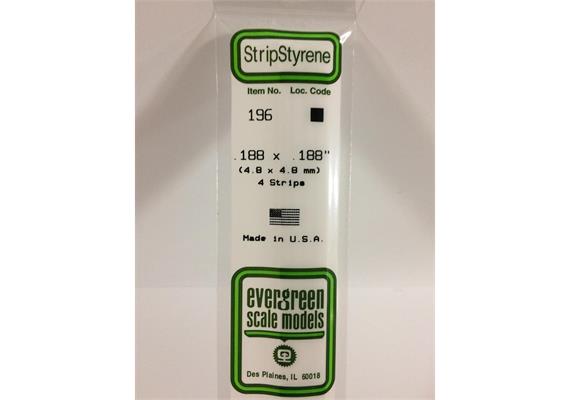 StripStyrene
Item No. Loc. Code
196
.188 x .188"
(4.8 x 4.8 mm)
4 Strips
Made in U.S.A.
evergreen
scale models
Des Plaines, IL 60018